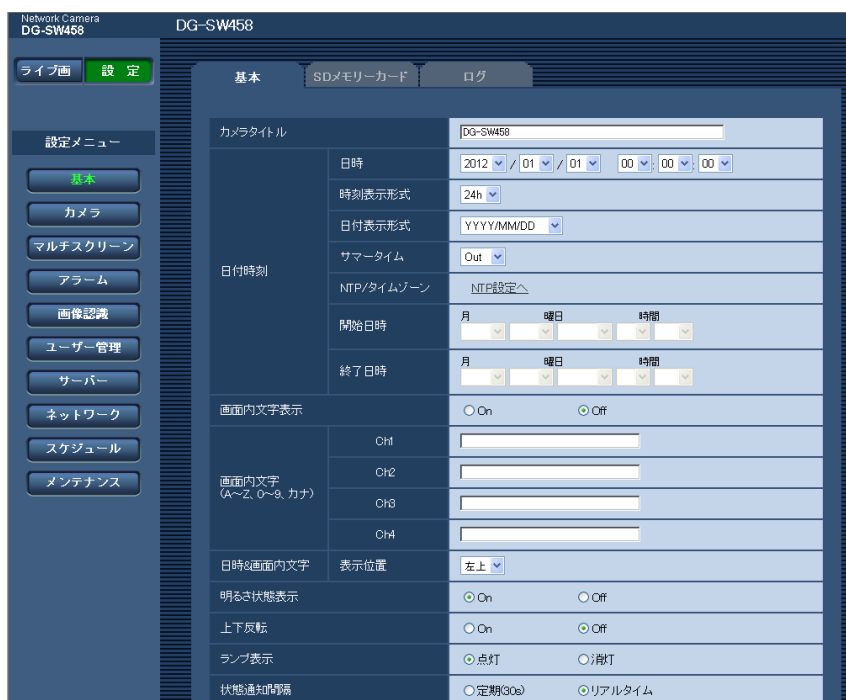 Network Camera
DG-SW458
DG-SW458
ライブ画 設 定
基本 SDメモリーカード ログ
設定メニュー
基本
カメラ
マルチスクリーン
アラーム
画像認識
ユーザー管理
サーバー
ネットワーク
スケジュール
メンテナンス
カメラタイトル DG-SW458
日付時刻
日時 2012 / 01 / 01 00 : 00 : 00
時刻表示形式 24h
日付表示形式 YYYY/MM/DD
サマータイム Out
NTP/タイムゾーン NTP設定へ
開始日時 月 曜日 時間
終了日時 月 曜日 時間
画面内文字表示 On Off
画面内文字
(A～Z、0～9、カナ)
Ch1
Ch2
Ch3
Ch4
日時&画面内文字 表示位置 左上
明るさ状態表示 On Off
上下反転 On Off
ランプ表示 点灯 消灯
状態通知間隔 定期(30s) リアルタイム